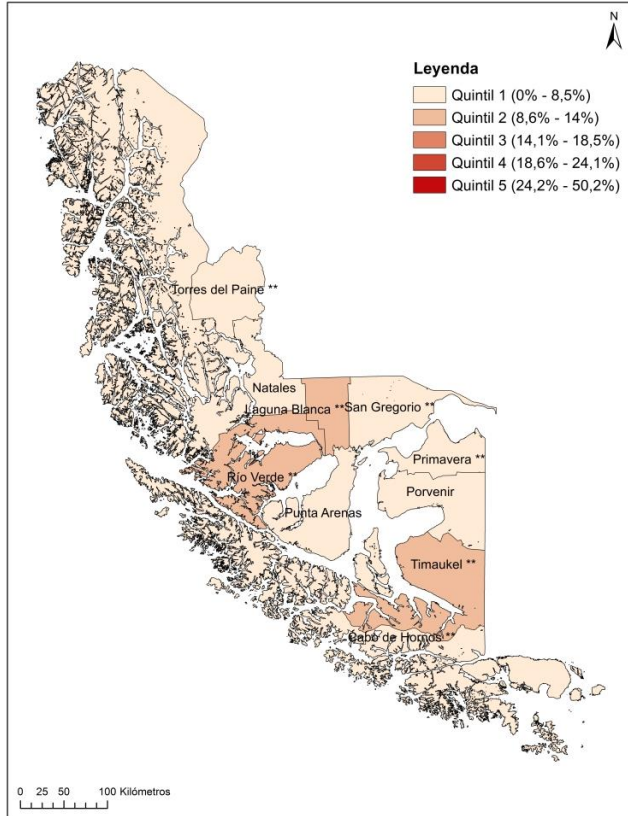 N
Leyenda
Quintil 1 (0% - 8,5%)
Quintil 2 (8,6% - 14%)
Quintil 3 (14,1% - 18,5%)
Quintil 4 (18,6% - 24,1%)
Quintil 5 (24,2% - 50,2%)
Torres del Paine **
Natales
Laguna Blanca **
San Gregorio **
Primavera **
Río Verde **
Porvenir
Punta Arenas
Timaukel **
Cabo de Hornos **
0 25 50 100 Kilómetros